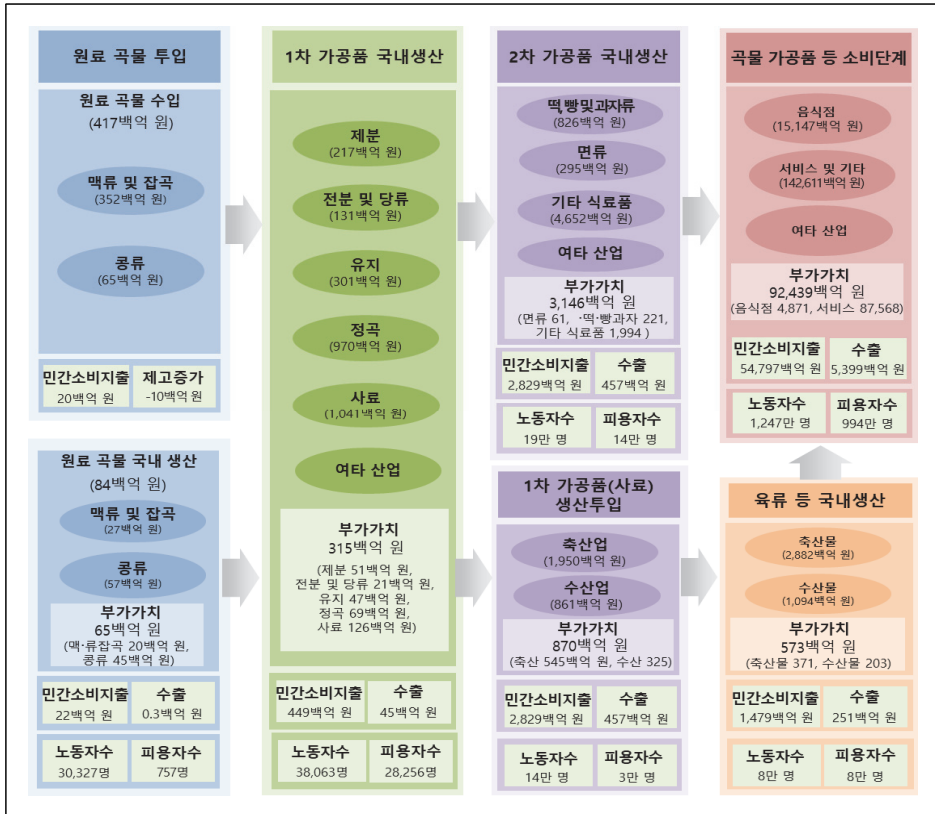 원료 곡물 투입
원료 곡물 수입
(417백억 원)
맥류 및 잡곡
(352백억 원)
콩류
(65백억 원)
민간소비지출
20백억 원
제고증가
-10백억 원
원료 곡물 국내 생산
(84백억 원)
맥류 및 잡곡
(27백억 원)
콩류
(57백억 원)
부가가치
65백억 원
(맥·류잡곡 20백억 원,
콩류 45백억 원)
민간소비지출
22백억 원
수출
0.3백억 원
노동자수
30,327명
피용자수
757명
1차 가공품 국내생산
제분
(217백억 원)
전분 및 당류
(131백억 원)
유지
(301백억 원)
정곡
(970백억 원)
사료
(1,041백억 원)
여타 산업
부가가치
315백억 원
(제분 51백억 원,
전분 및 당류 21백억 원,
유지 47백억 원,
정곡 69백억 원,
사료 126백억 원)
민간소비지출
449백억 원
수출
45백억 원
노동자수
38,063명
피용자수
28,256명
2차 가공품 국내생산
떡,빵및과자류
(826백억 원)
면류
(295백억 원)
기타 식료품
(4,652백억 원)
여타 산업
부가가치
3,146백억 원
(면류 61, ·떡·빵과자 221,
기타 식료품 1,994 )
민간소비지출
2,829백억 원
수출
457백억 원
노동자수
19만 명
피용자수
14만 명
1차 가공품(사료)
생산투입
축산업
(1,950백억 원)
수산업
(861백억 원)
부가가치
870백억 원
(축산 545백억 원, 수산 325)
민간소비지출
2,829백억 원
수출
457백억 원
노동자수
14만 명
피용자수
3만 명
곡물 가공품 등 소비단계
음식점
(15,147백억 원)
서비스 및 기타
(142,611백억 원)
여타 산업
부가가치
92,439백억 원
(음식점 4,871, 서비스 87,568)
민간소비지출
54,797백억 원
수출
5,399백억 원
노동자수
1,247만 명
피용자수
994만 명
육류 등 국내생산
축산물
(2,882백억 원)
수산물
(1,094백억 원)
부가가치
573백억 원
(축산물 371, 수산물 203)
민간소비지출
1,479백억 원
수출
251백억 원
노동자수
8만 명
피용자수
8만 명